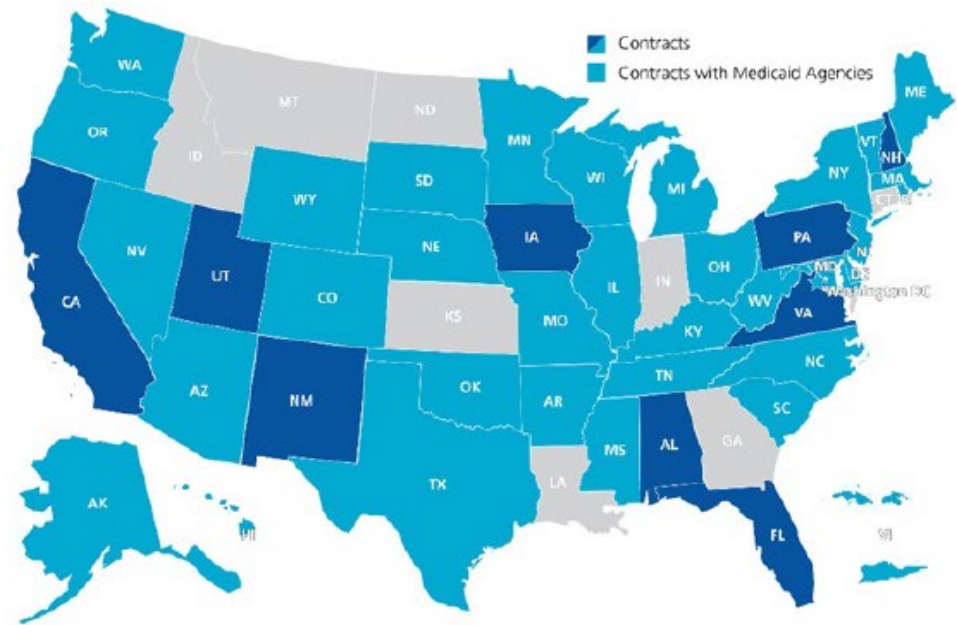 Contracts
Contracts with Medicaid Agencies
WA
MT
ND
ME
OR
MN
VT
NH
ID
SD
WI
NY
MA
MI
WY
CT
IA
PA
NE
NV
OH
UT
IL
IN
MD
CO
WV
Washington DC
CA
VA
KS
MO
KY
NC
TN
AZ
OK
NM
AR
SC
MS
AL
GA
TX
LA
AK
HI
FL
VI